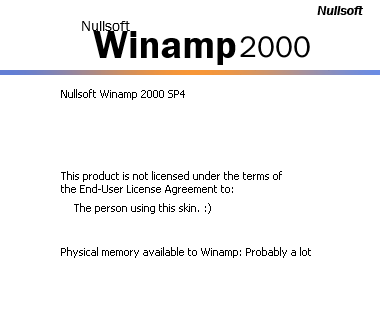 Nullsoft
Nullsoft
Winamp 2000
Nullsoft Winamp 2000 SP4
This product is not licensed under the terms of
the End-User License Agreement to:
The person using this skin. :)
Physical memory available to Winamp: Probably a lot